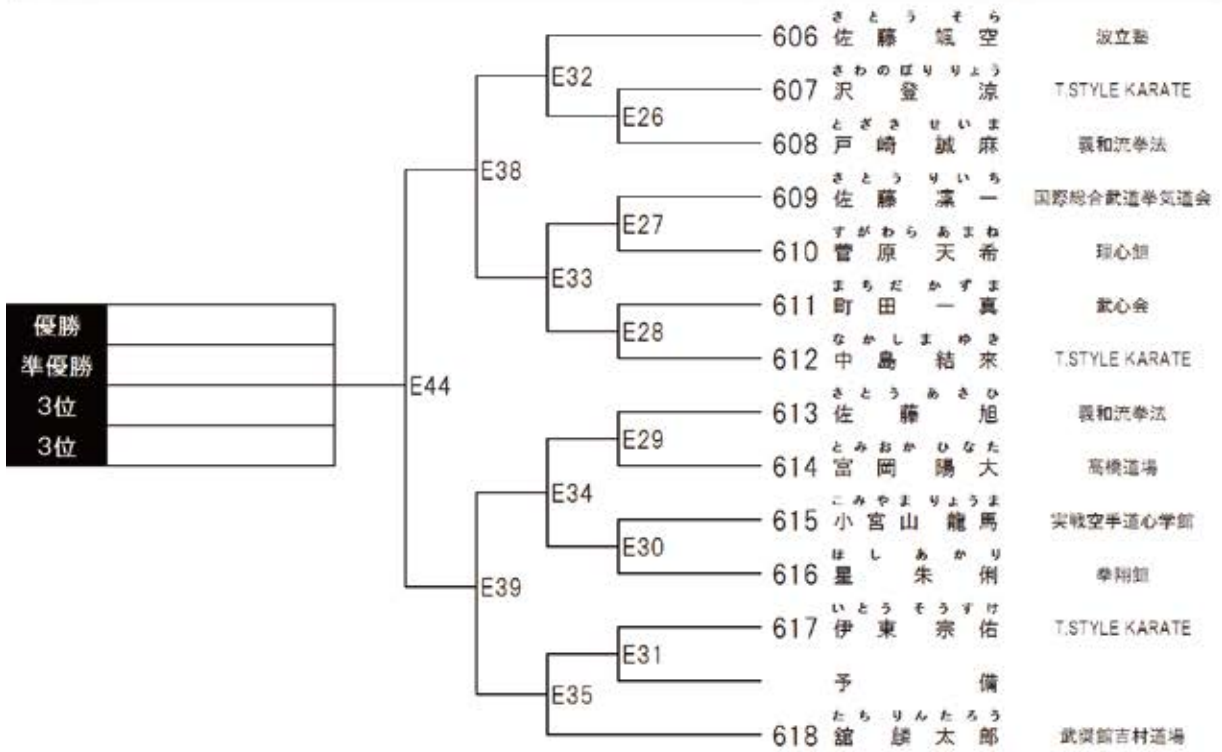 さとう そら
606 佐藤 颯空 波立塾
E32
さわのぼり りょう
607 沢登 涼 T.STYLE KARATE
E26
とざき せいま
608 戸崎 誠麻 義和流拳法
E38
さとう りいち
609 佐藤 凜一 国際総合武道拳気道会
E27
すがわら あまね
610 菅原 天希 理心館
E33
まちだ かずま
611 町田 一真 武心会
優勝
E28
準優勝
なかしま ゆき
612 中島 結來 T.STYLE KARATE
E44
3位
さとう あさひ
613 佐藤 旭 義和流拳法
3位
E29
とみおか ひなた
614 富岡 陽大 高橋道場
E34
こみやま りょうま
615 小宮山 龍馬 実戦空手道心学館
E30
ほし あかり
616 星 朱俐 拳翔館
E39
いとう そうすけ
617 伊東 宗佑 T.STYLE KARATE
E31
予備
E35
たち りんたろう
618 舘 麟太郎 吉村道場